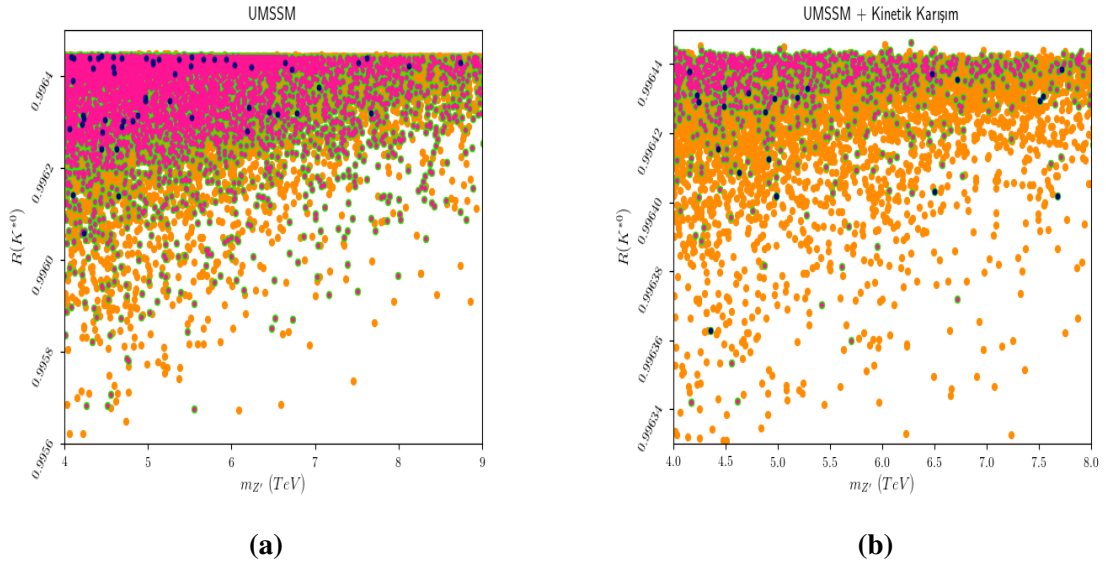 UMSSM
R(K*0)
0.9964
0.9962
0.9960
0.9958
0.9956
4 5 6 7 8 9
m_{Z'} (TeV)
(a)
UMSSM + Kinetik Karışım
R(K*0)
0.99644
0.99642
0.99640
0.99638
0.99636
0.99634
4.0 4.5 5.0 5.5 6.0 6.5 7.0 7.5 8.0
m_{Z'} (TeV)
(b)